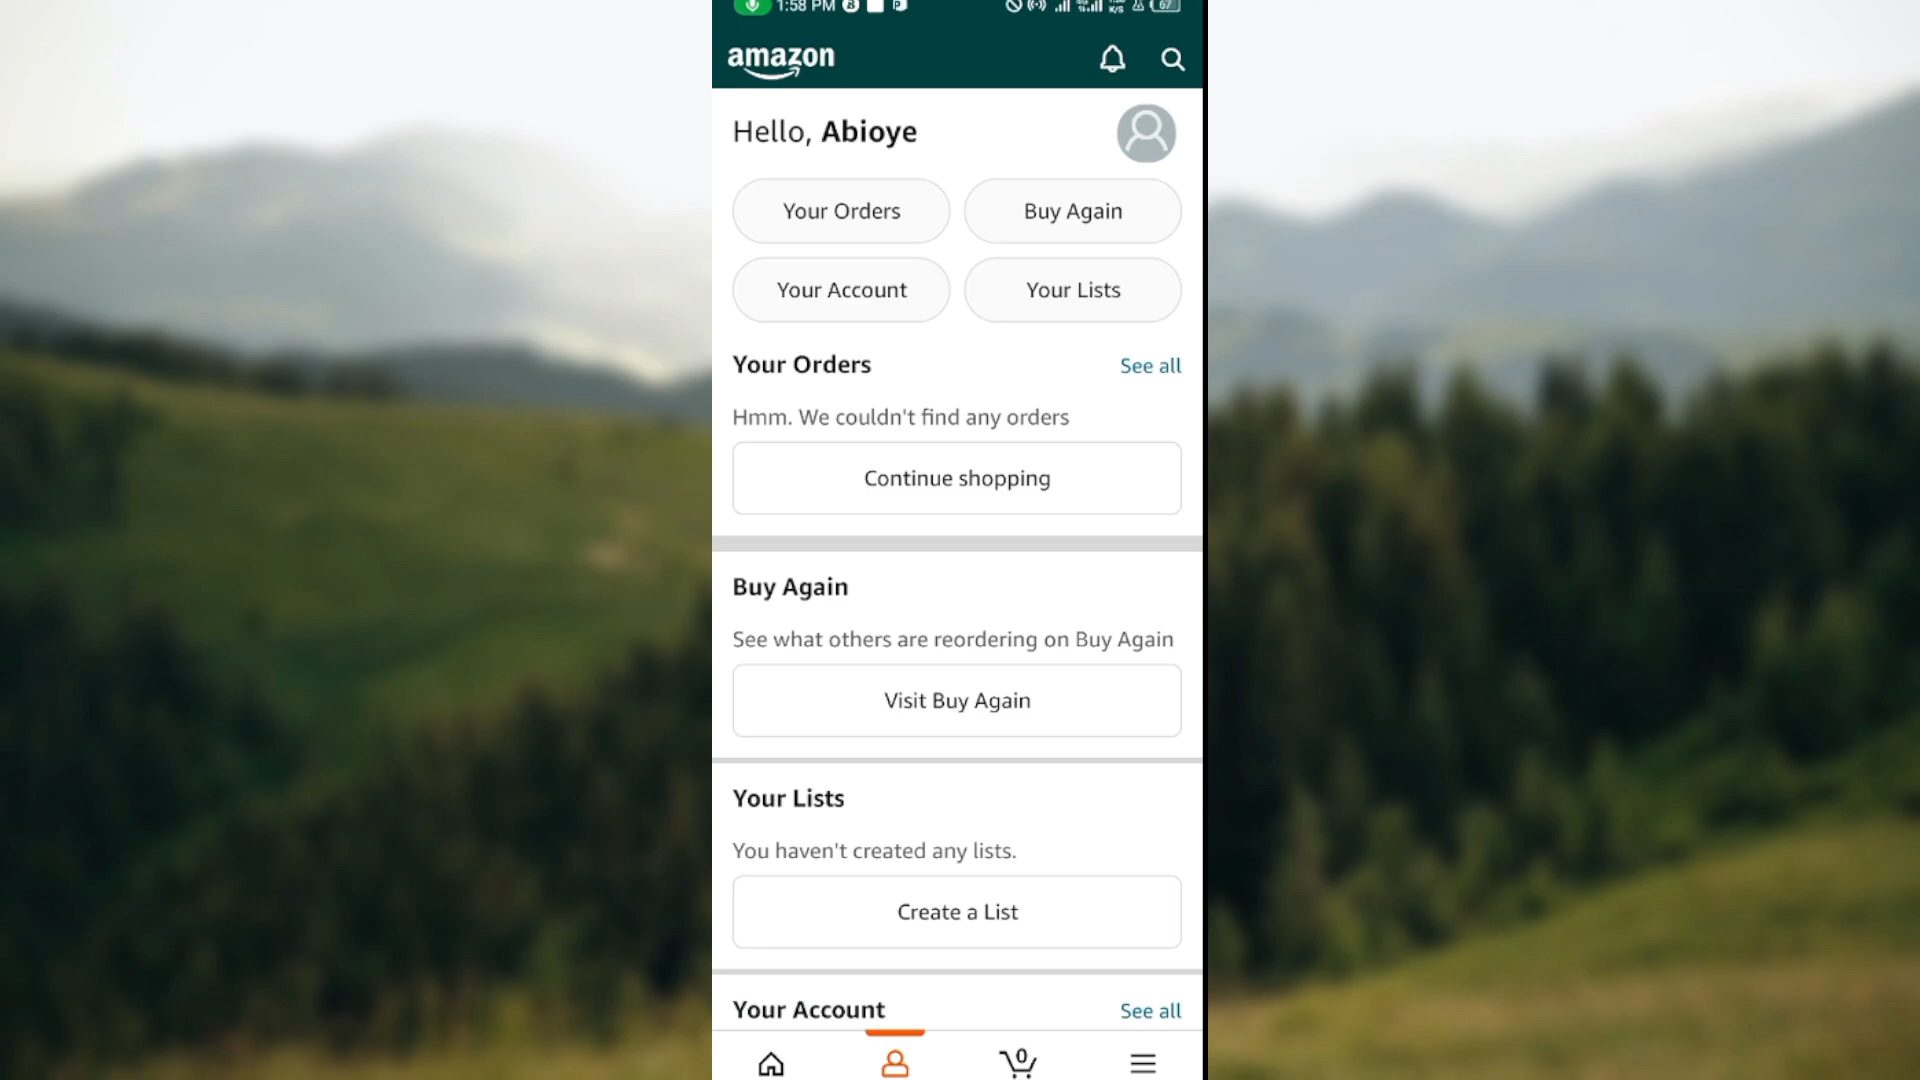 1:58 PM
67
amazon
Hello, Abioye
Your Orders
Buy Again
Your Account
Your Lists
Your Orders
See all
Hmm. We couldn't find any orders
Continue shopping
Buy Again
See what others are reordering on Buy Again
Visit Buy Again
Your Lists
You haven't created any lists.
Create a List
Your Account
See all
0